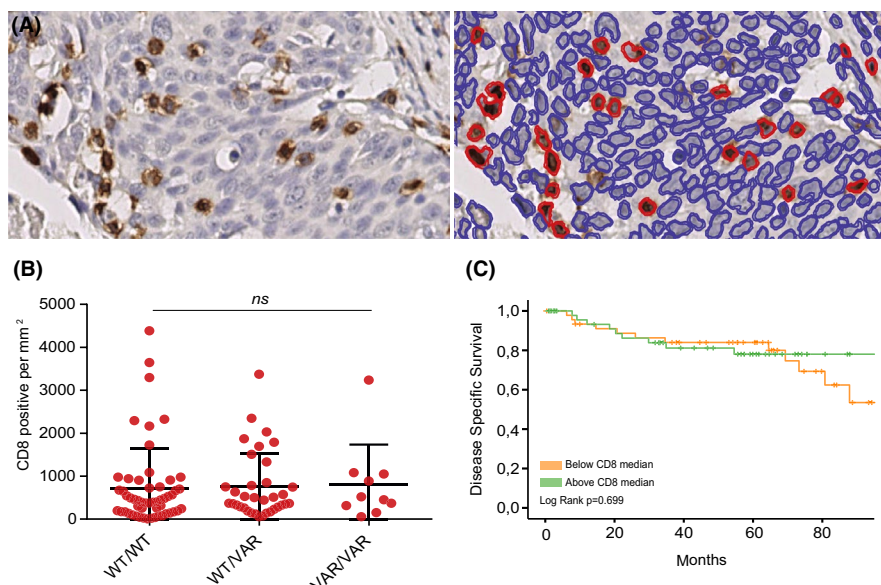 (A)
(B)
ns
CD8 positive per mm²
5000
4000
3000
2000
1000
0
WT/WT
WT/VAR
VAR/VAR
(C)
Disease Specific Survival
1,0
0,8
0,6
0,4
0,2
0,0
Below CD8 median
Above CD8 median
Log Rank p=0.699
0 20 40 60 80
Months